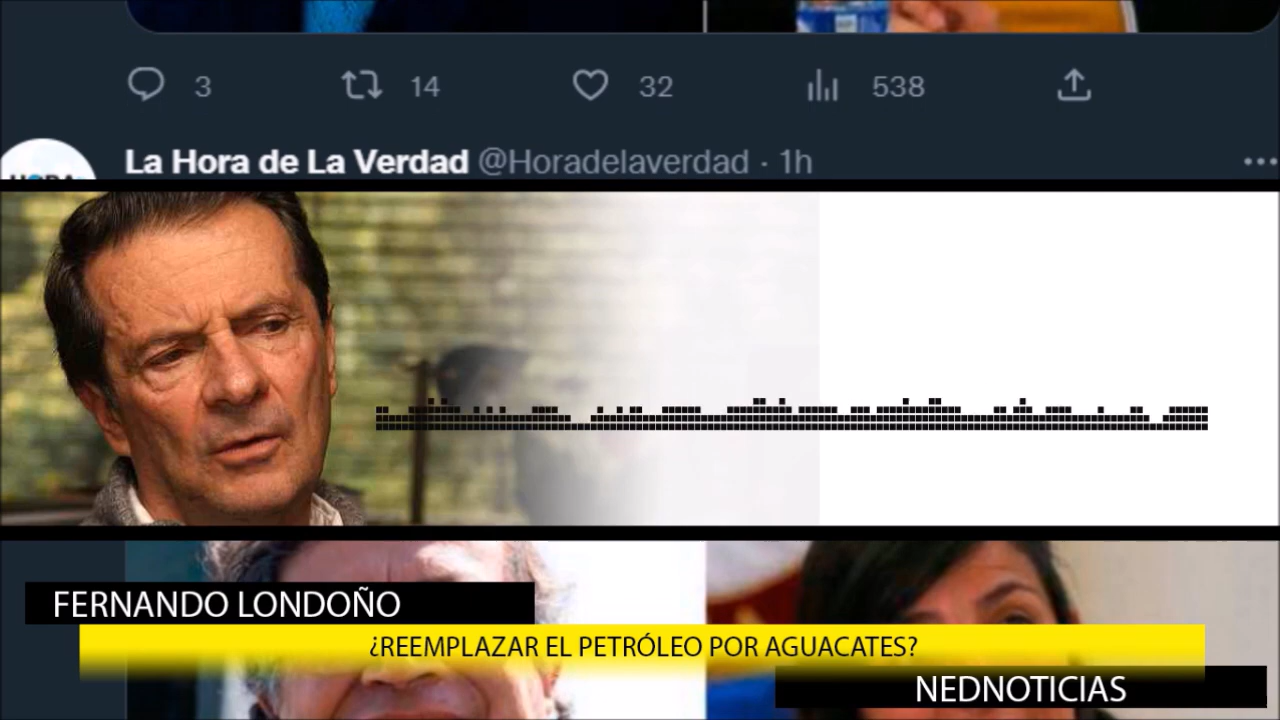 3 14 32 538
La Hora de La Verdad @Horadelaverdad · 1h
FERNANDO LONDOÑO
¿REEMPLAZAR EL PETRÓLEO POR AGUACATES?
NEDNOTICIAS